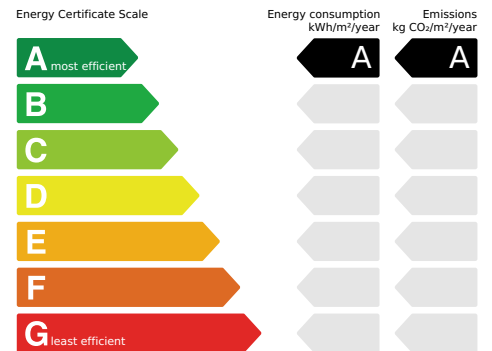 Energy Certificate Scale
Energy consumption
kWh/m²/year
Emissions
kg CO₂/m²/year
A most efficient
A
A
B
C
D
E
F
G least efficient